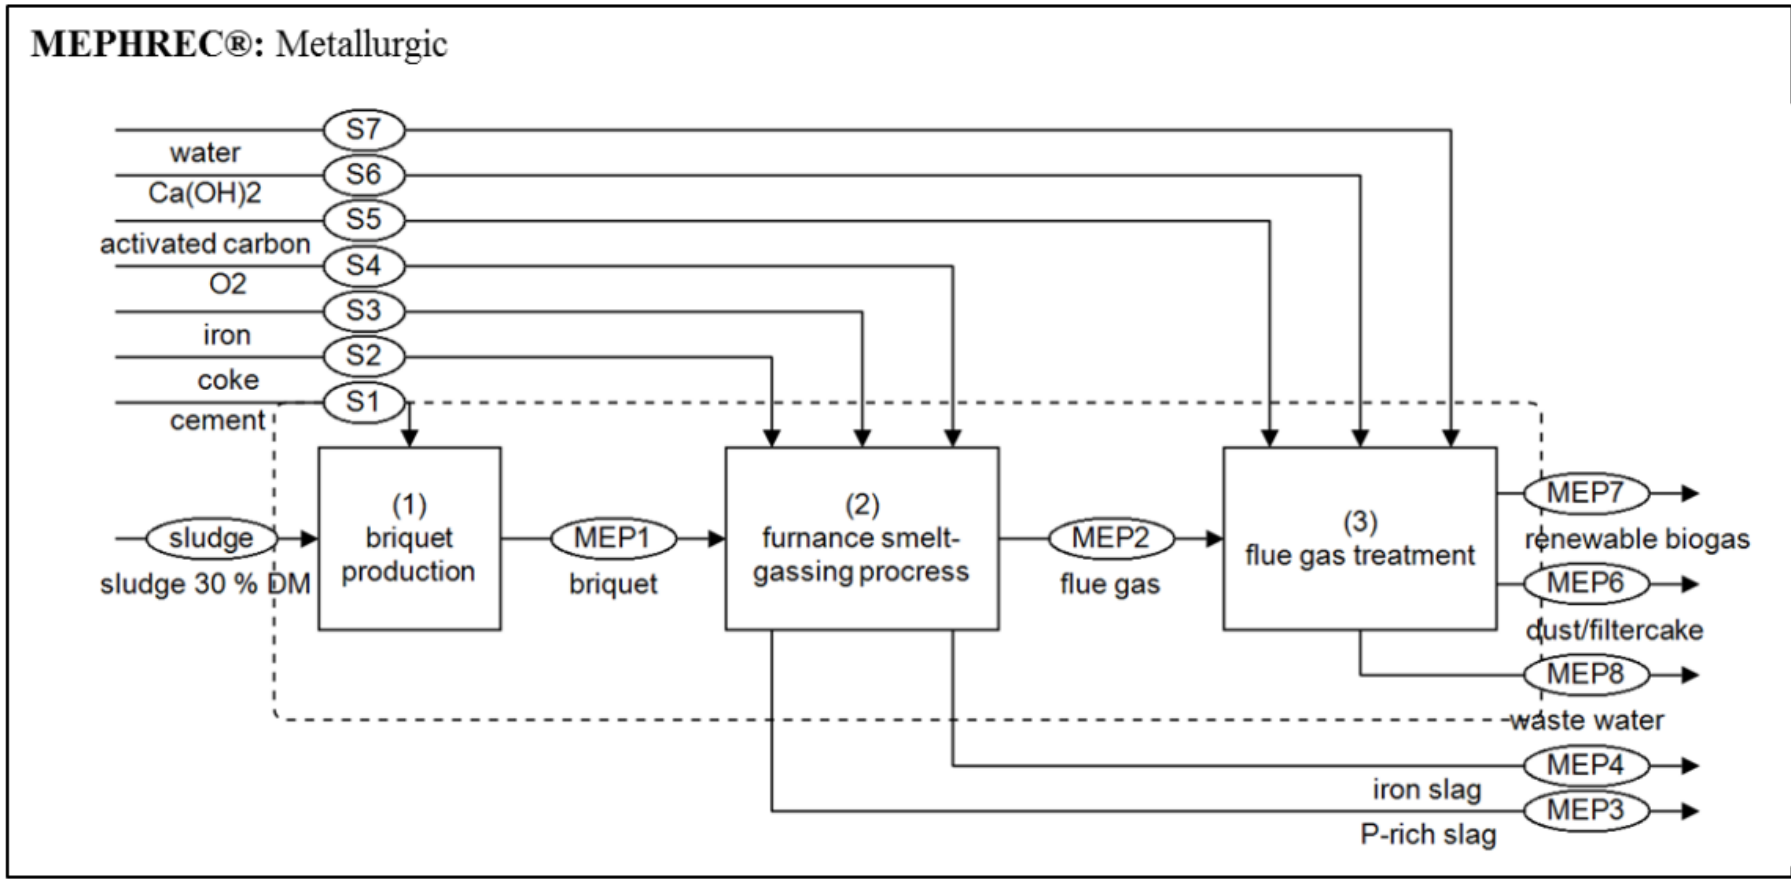 MEPHREC®: Metallurgic
S7
water
S6
Ca(OH)2
S5
activated carbon
S4
O2
S3
iron
S2
coke
S1
cement
sludge
sludge 30 % DM
(1)
briquet
production
MEP1
briquet
(2)
furnance smelt-
gassing procress
MEP2
flue gas
(3)
flue gas treatment
MEP7
renewable biogas
MEP6
dust/filtercake
MEP8
waste water
MEP4
iron slag
MEP3
P-rich slag